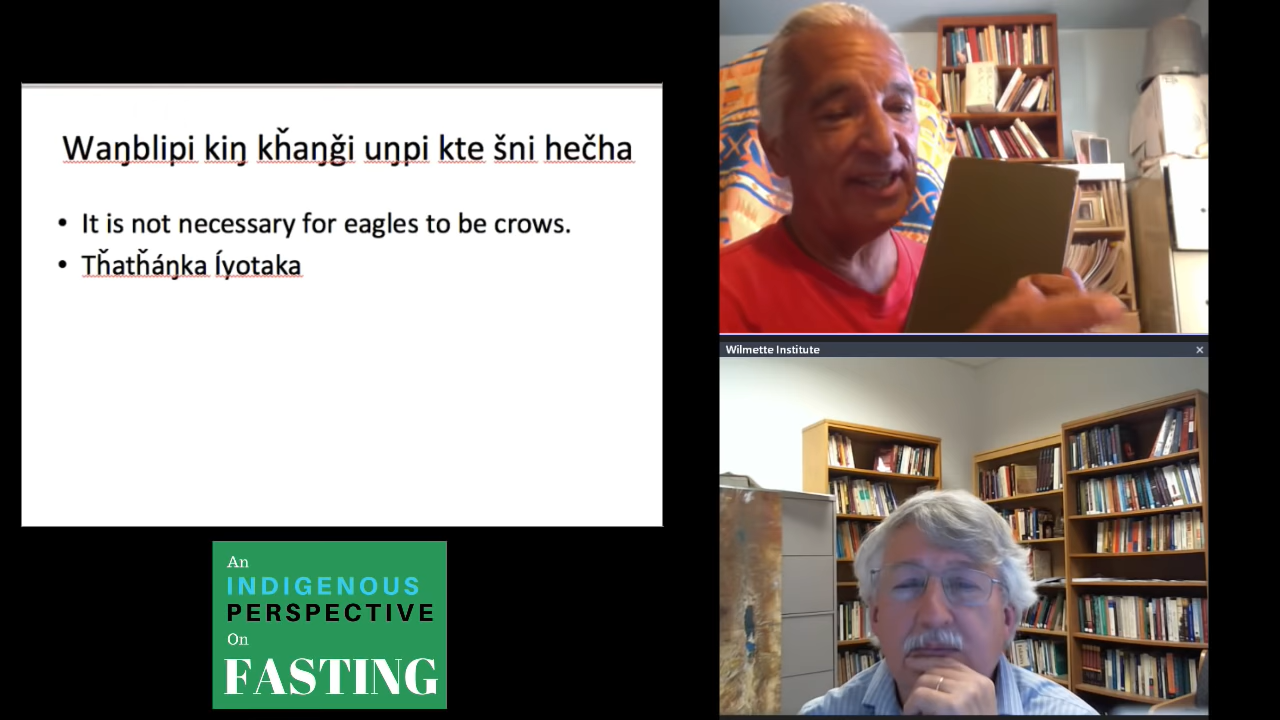 Waŋblipi kiŋ kȟaŋǧi uŋpi kte šni hečha
• It is not necessary for eagles to be crows.
• Tȟatȟáŋka Íyotaka
An
INDIGENOUS
PERSPECTIVE
On
FASTING
Wilmette Institute